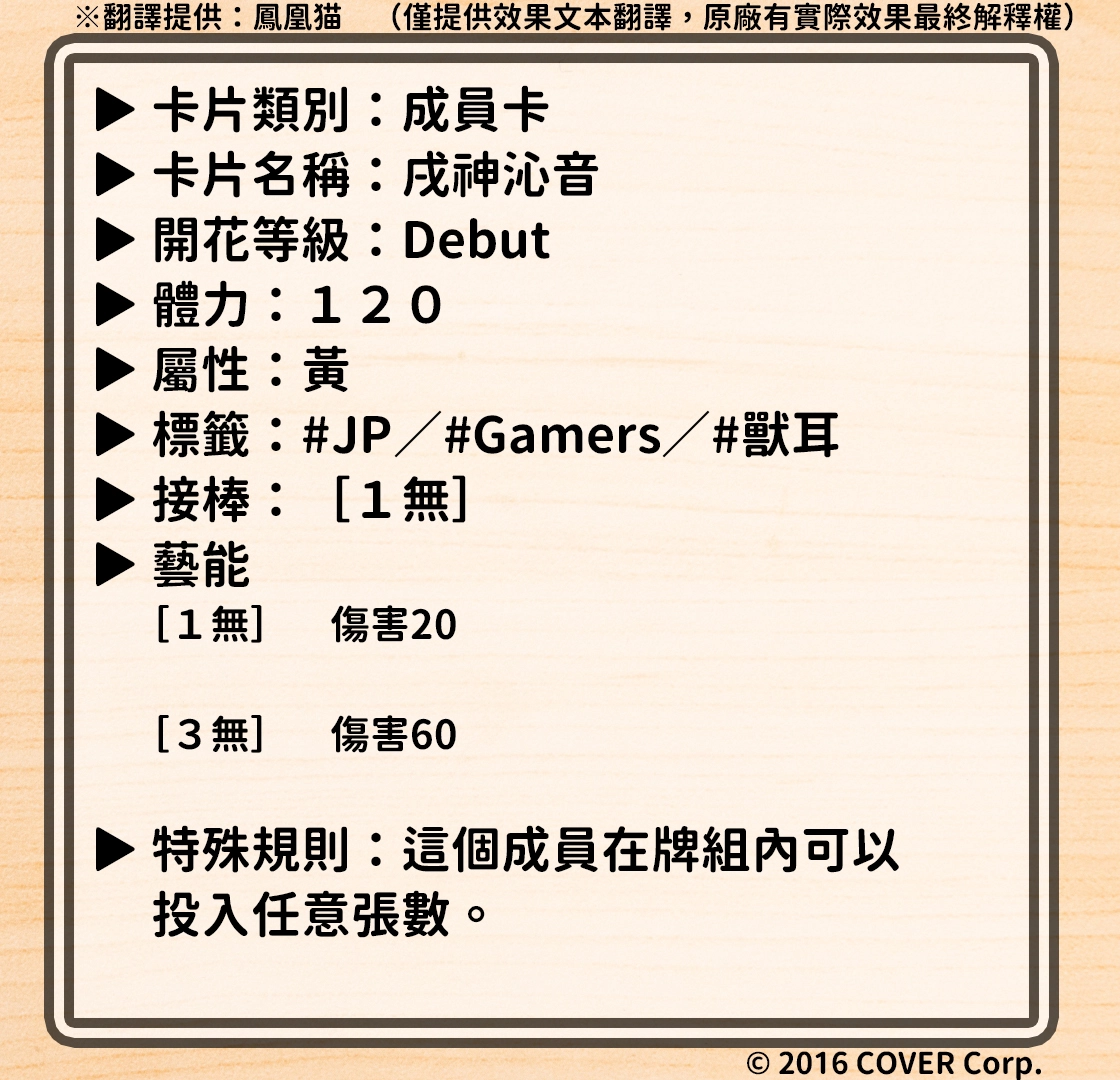 ※翻譯提供：鳳凰猫　（僅提供效果文本翻譯，原廠有實際效果最終解釋權）
▶ 卡片類別：成員卡
▶ 卡片名稱：戌神沁音
▶ 開花等級：Debut
▶ 體力：１２０
▶ 屬性：黃
▶ 標籤：#JP／#Gamers／#獸耳
▶ 接棒：［１無］
▶ 藝能
［１無］　傷害20
［３無］　傷害60
▶ 特殊規則：這個成員在牌組內可以
投入任意張數。
© 2016 COVER Corp.